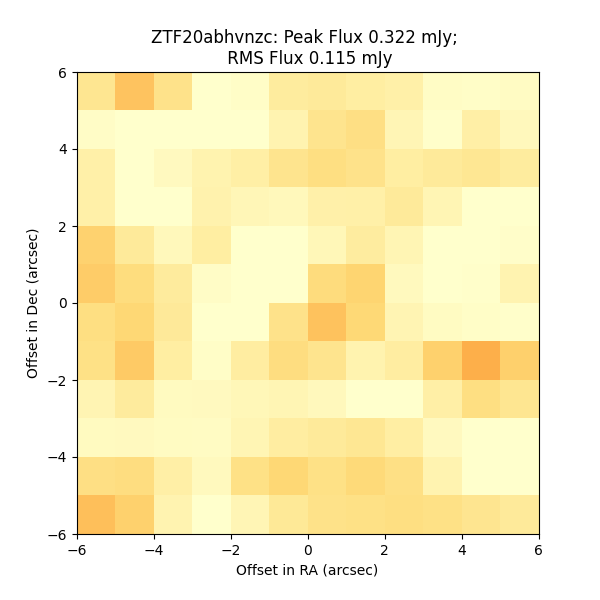 ZTF20abhvnzc: Peak Flux 0.322 mJy;
RMS Flux 0.115 mJy
6
4
2
0
−2
−4
−6
Offset in Dec (arcsec)
−6 −4 −2 0 2 4 6
Offset in RA (arcsec)